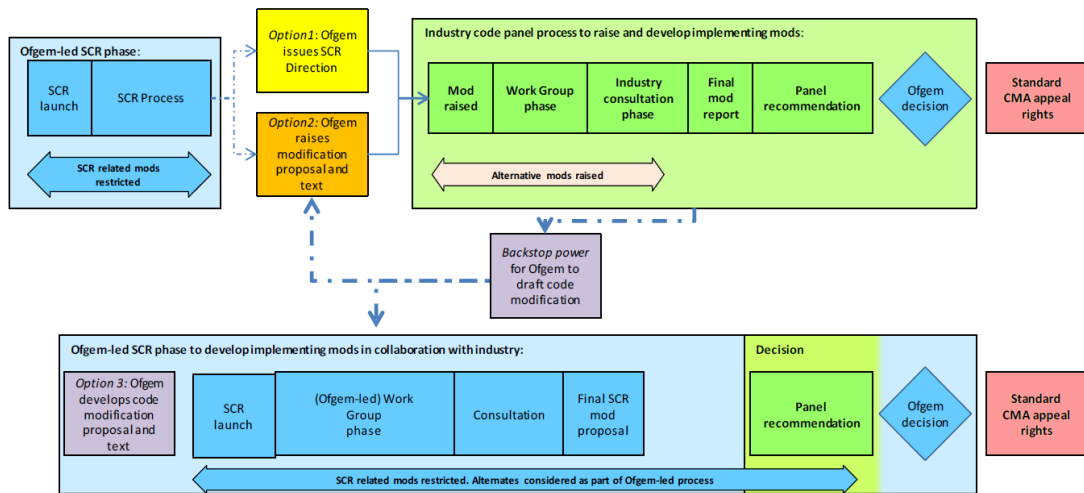 Ofgem-led SCR phase:
SCR
launch
SCR Process
SCR related mods
restricted
Option1: Ofgem
issues SCR
Direction
Option2: Ofgem
raises
modification
proposal and
text
Industry code panel process to raise and develop implementing mods:
Mod
raised
Work Group
phase
Industry
consultation
phase
Final
mod
report
Panel
recommendation
Ofgem
decision
Standard
CMA appeal
rights
Alternative mods raised
Backstop power
for Ofgem to
draft code
modification
Ofgem-led SCR phase to develop implementing mods in collaboration with industry:
Decision
Option 3: Ofgem
develops code
modification
proposal and
text
SCR
launch
(Ofgem-led) Work
Group
phase
Consultation
Final SCR
mod
proposal
Panel
recommendation
Ofgem
decision
Standard
CMA appeal
rights
SCR related mods restricted. Alternates considered as part of Ofgem-led process